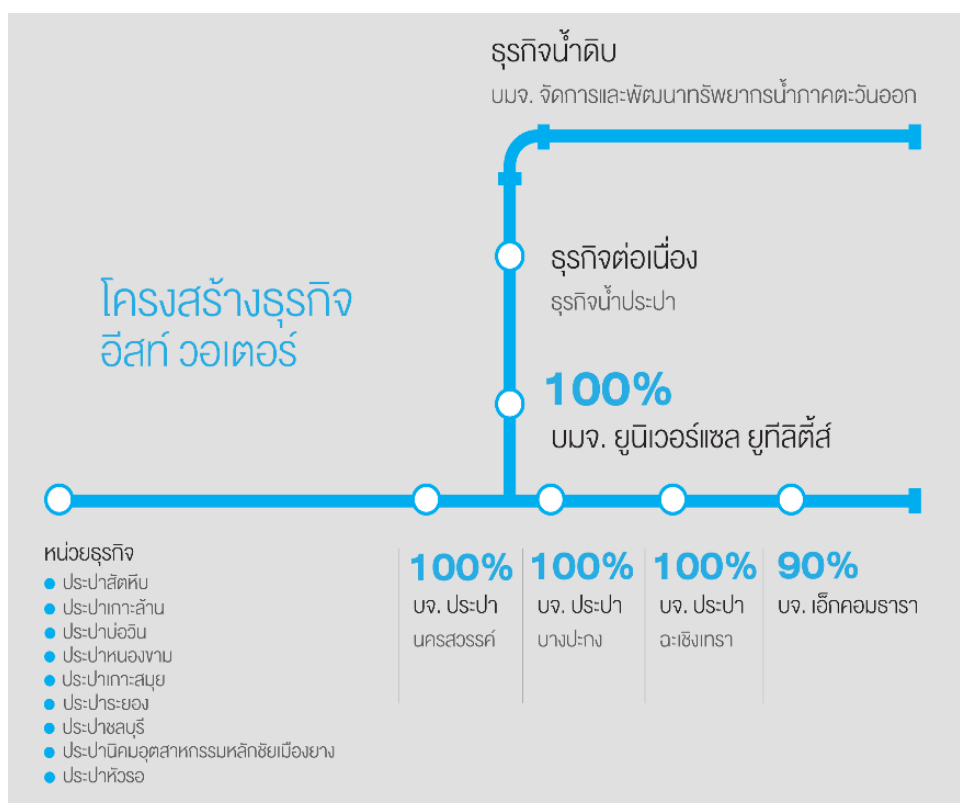 ธุรกิจน้ำดิบ
บมจ. จัดการและพัฒนาทรัพยากรน้ำภาคตะวันออก
โครงสร้างธุรกิจ
อีสท์ วอเตอร์
ธุรกิจต่อเนื่อง
ธุรกิจน้ำประปา
100%
บมจ. ยูนิเวอร์แซล ยูทีลิตี้ส์
หน่วยธุรกิจ
ประปาสัตหีบ
ประปาเกาะล้าน
ประปาบ่อวิน
ประปาหนองขาม
ประปาเกาะสมุย
ประปาระยอง
ประปาชลบุรี
ประปานิคมอุตสาหกรรมหลักชัยเมืองยาง
ประปาหัวรอ
100%
บจ. ประปา
นครสวรรค์
100%
บจ. ประปา
บางปะกง
100%
บจ. ประปา
ฉะเชิงเทรา
90%
บจ. เอ็กคอมธารา